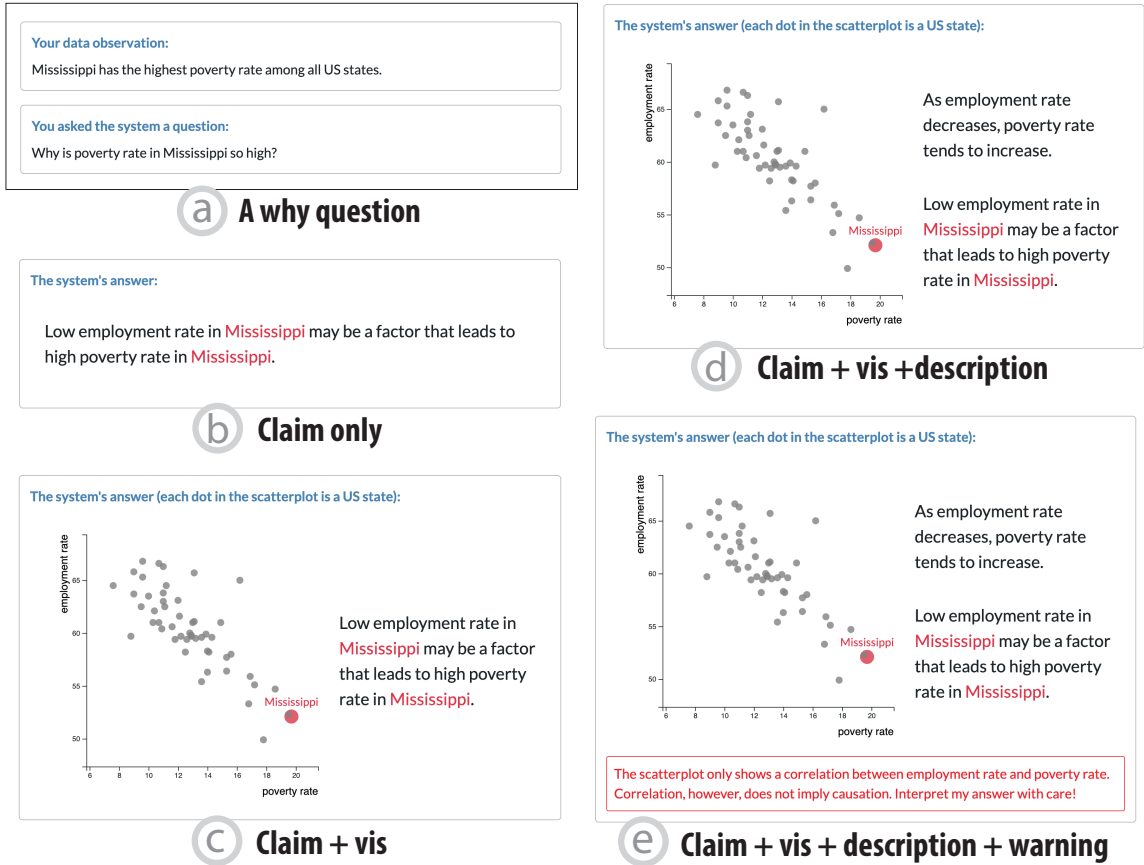 Your data observation:
Mississippi has the highest poverty rate among all US states.
You asked the system a question:
Why is poverty rate in Mississippi so high?
a A why question
The system's answer:
Low employment rate in Mississippi may be a factor that leads to
high poverty rate in Mississippi.
b Claim only
The system's answer (each dot in the scatterplot is a US state):
employment rate
65
60
55
50
Mississippi
6 8 10 12 14 16 18 20
poverty rate
Low employment rate in
Mississippi may be a factor
that leads to high poverty
rate in Mississippi.
c Claim + vis
The system's answer (each dot in the scatterplot is a US state):
employment rate
65
60
55
50
Mississippi
6 8 10 12 14 16 18 20
poverty rate
As employment rate
decreases, poverty rate
tends to increase.
Low employment rate in
Mississippi may be a factor
that leads to high poverty
rate in Mississippi.
d Claim + vis +description
The system's answer (each dot in the scatterplot is a US state):
employment rate
65
60
55
50
Mississippi
6 8 10 12 14 16 18 20
poverty rate
As employment rate
decreases, poverty rate
tends to increase.
Low employment rate in
Mississippi may be a factor
that leads to high poverty
rate in Mississippi.
The scatterplot only shows a correlation between employment rate and poverty rate.
Correlation, however, does not imply causation. Interpret my answer with care!
e Claim + vis + description + warning